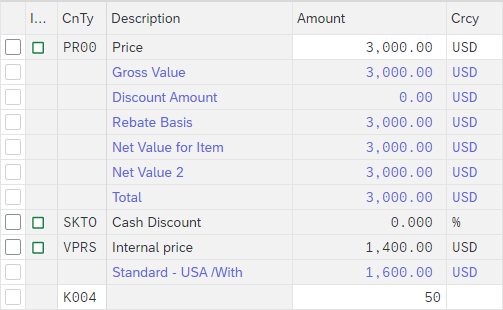 I... CnTy Description Amount Crcy
PR00 Price 3,000.00 USD
Gross Value 3,000.00 USD
Discount Amount 0.00 USD
Rebate Basis 3,000.00 USD
Net Value for Item 3,000.00 USD
Net Value 2 3,000.00 USD
Total 3,000.00 USD
SKTO Cash Discount 0.000 %
VPRS Internal price 1,400.00 USD
Standard - USA /With 1,600.00 USD
K004 50